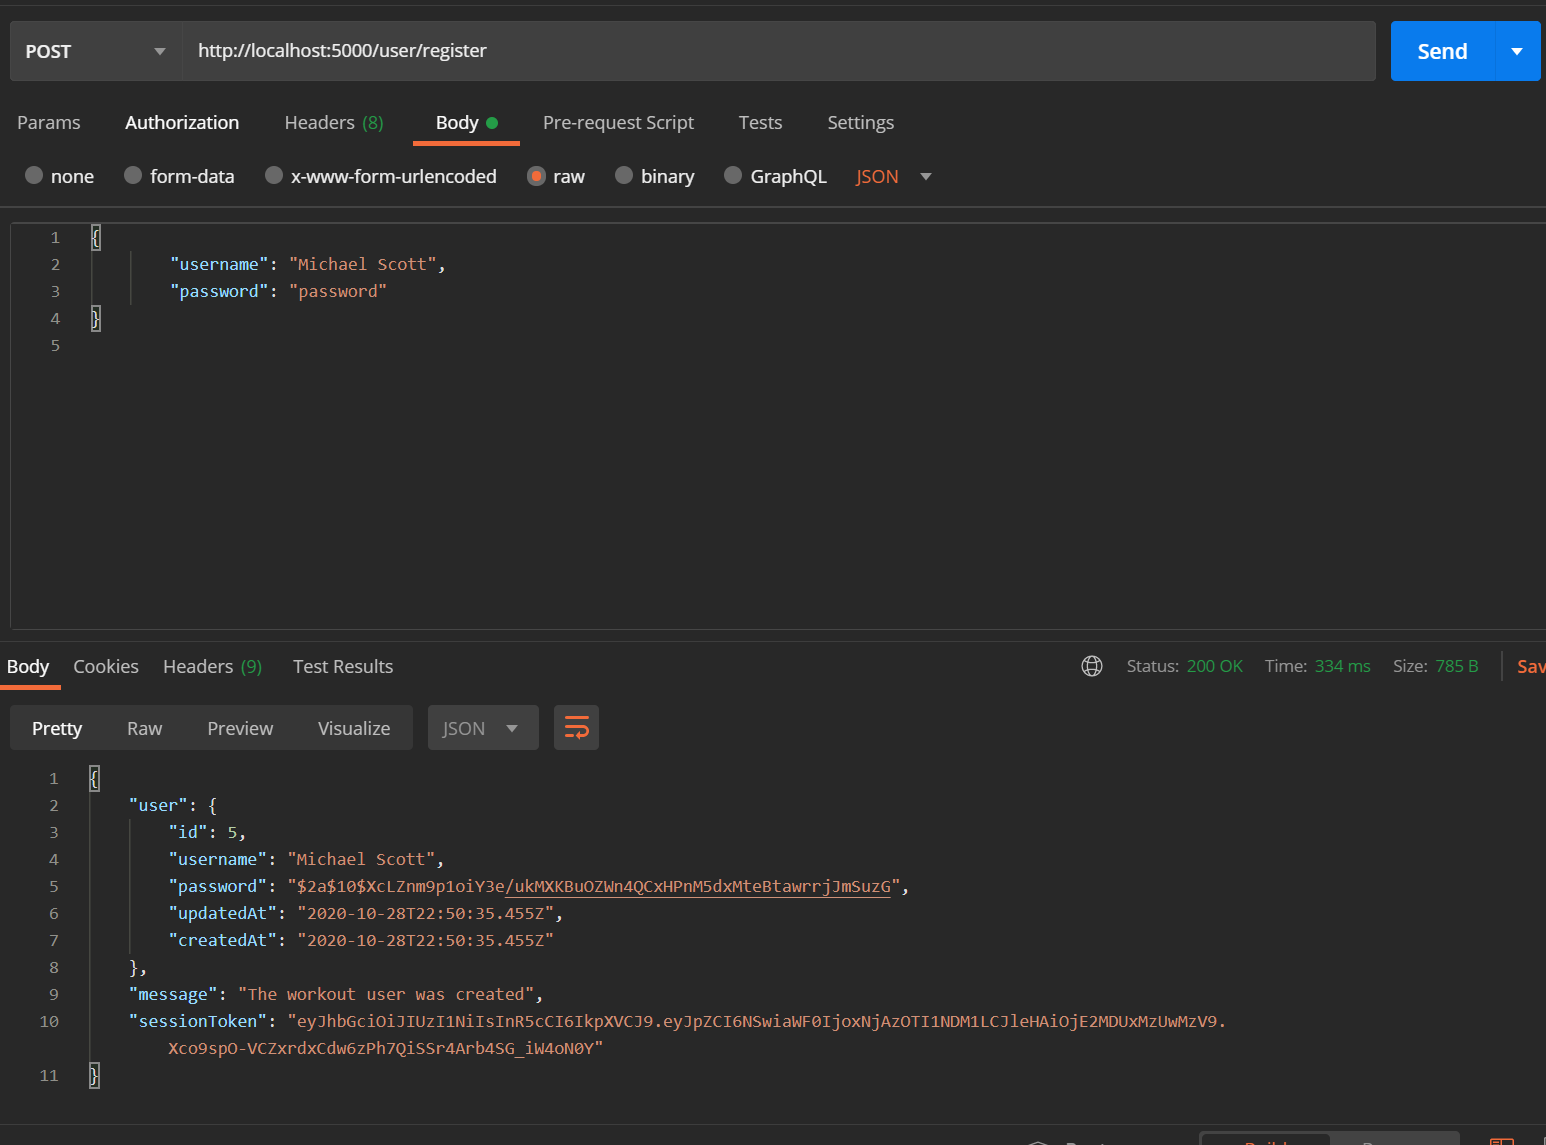 POST http://localhost:5000/user/register Send
Params Authorization Headers (8) Body Pre-request Script Tests Settings
none form-data x-www-form-urlencoded raw binary GraphQL JSON
1 {
2 "username": "Michael Scott",
3 "password": "password"
4 }
5
Body Cookies Headers (9) Test Results Status: 200 OK Time: 334 ms Size: 785 B Sav
Pretty Raw Preview Visualize JSON
1 {
2 "user": {
3 "id": 5,
4 "username": "Michael Scott",
5 "password": "$2a$10$XcLZnm9p1oiY3e/ukMXKBuOZWn4QCxHPnM5dxMteBtawrrjJmSuzG",
6 "updatedAt": "2020-10-28T22:50:35.455Z",
7 "createdAt": "2020-10-28T22:50:35.455Z"
8 },
9 "message": "The workout user was created",
10 "sessionToken": "eyJhbGciOiJIUzI1NiIsInR5cCI6IkpXVCJ9.eyJpZCI6NSwiaWF0IjoxNjAzOTI1NDM1LCJleHAiOjE2MDUxMzUwMzV9.
Xco9spO-VCZxrdxCdw6zPh7QiSSr4Arb4SG_iW4oN0Y"
11 }